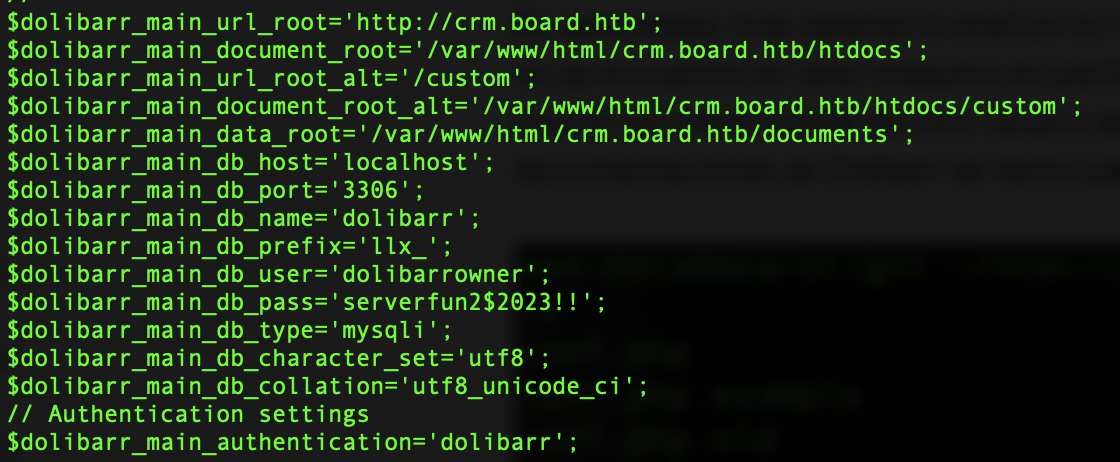 $dolibarr_main_url_root='http://crm.board.htb';
$dolibarr_main_document_root='/var/www/html/crm.board.htb/htdocs';
$dolibarr_main_url_root_alt='/custom';
$dolibarr_main_document_root_alt='/var/www/html/crm.board.htb/htdocs/custom';
$dolibarr_main_data_root='/var/www/html/crm.board.htb/documents';
$dolibarr_main_db_host='localhost';
$dolibarr_main_db_port='3306';
$dolibarr_main_db_name='dolibarr';
$dolibarr_main_db_prefix='llx_';
$dolibarr_main_db_user='dolibarrowner';
$dolibarr_main_db_pass='serverfun2$2023!!';
$dolibarr_main_db_type='mysqli';
$dolibarr_main_db_character_set='utf8';
$dolibarr_main_db_collation='utf8_unicode_ci';
// Authentication settings
$dolibarr_main_authentication='dolibarr';